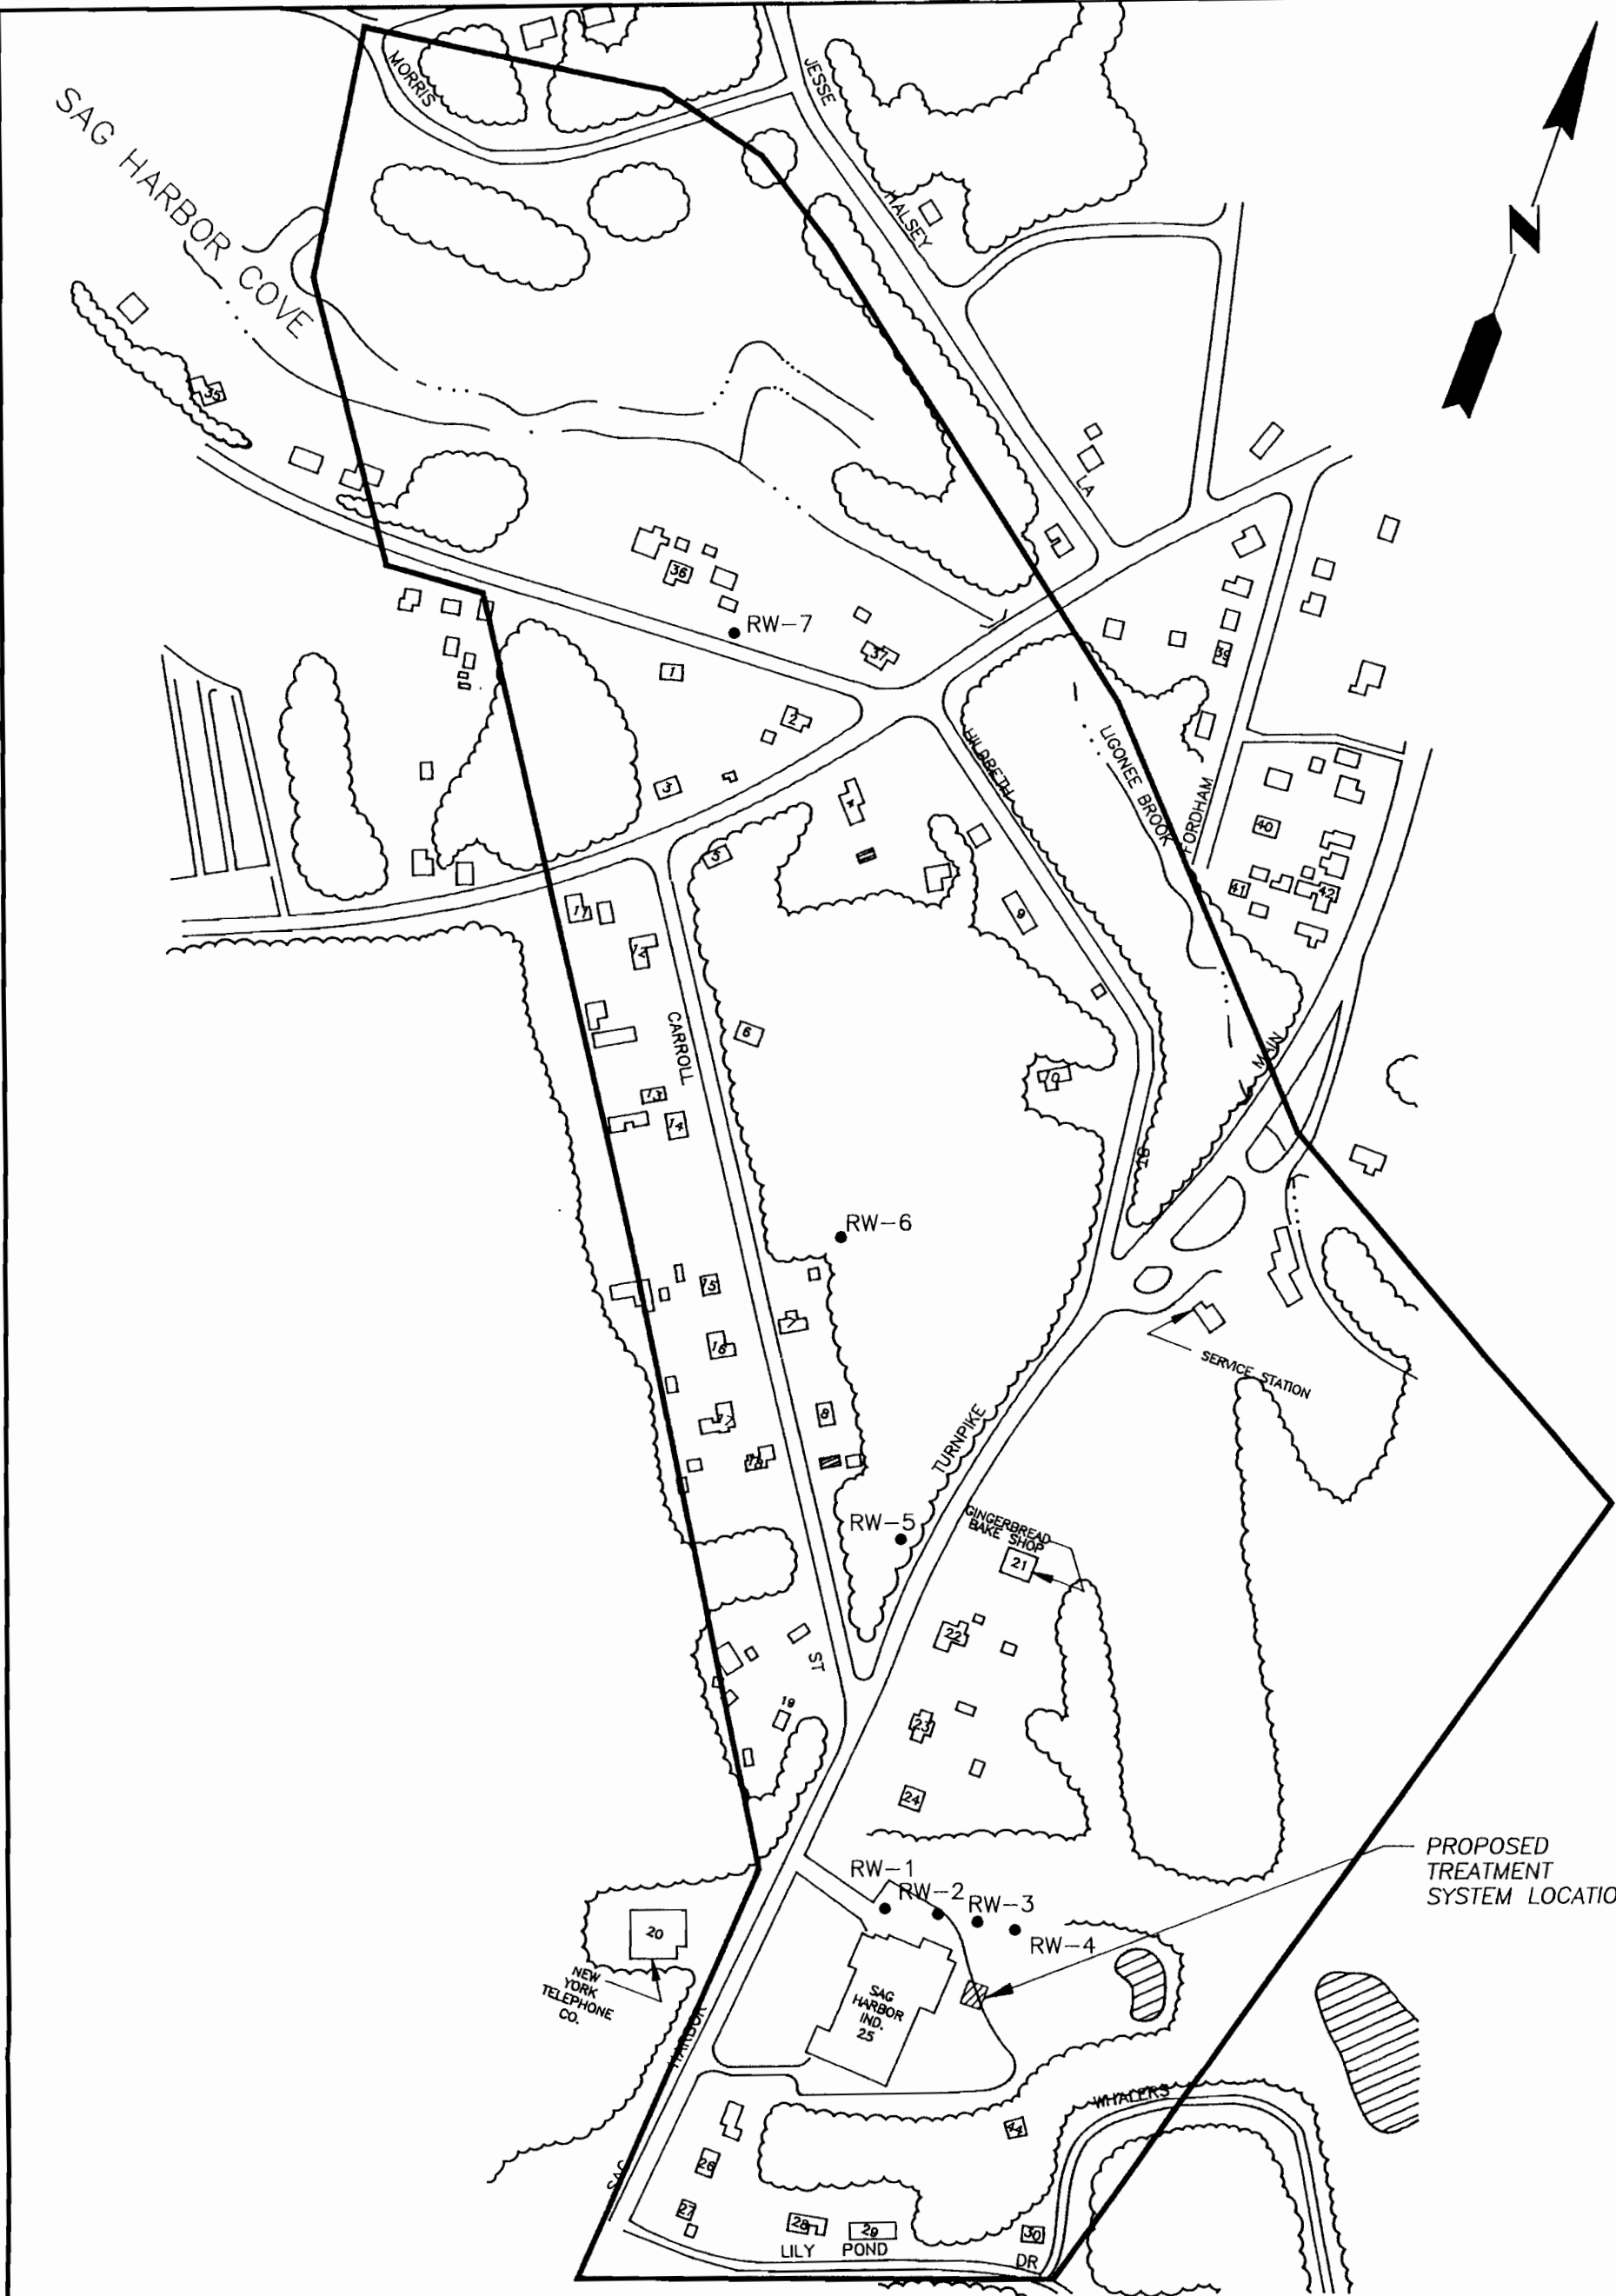 MORRIS
JESSE
SAG HARBOR COVE
HALSEY
N
35
LA
36
RW-7
37
39
1
2
HILDRETH
LIGONEE BROOK
FORDHAM
3
4
40
5
41
42
9
11
12
CARROLL
6
MAIN
10
13
14
ST
RW-6
15
7
16
SERVICE STATION
17
8
TURNPIKE
18
RW-5
GINGERBREAD
BAKE SHOP
21
22
ST
19
23
24
PROPOSED
TREATMENT
SYSTEM LOCATIO
RW-1
RW-2
RW-3
RW-4
20
NEW
YORK
TELEPHONE
CO.
SAG
HARBOR
IND.
25
HARBOR
WHALERS
44
26
SAG
27
28
29
30
LILY POND
DR